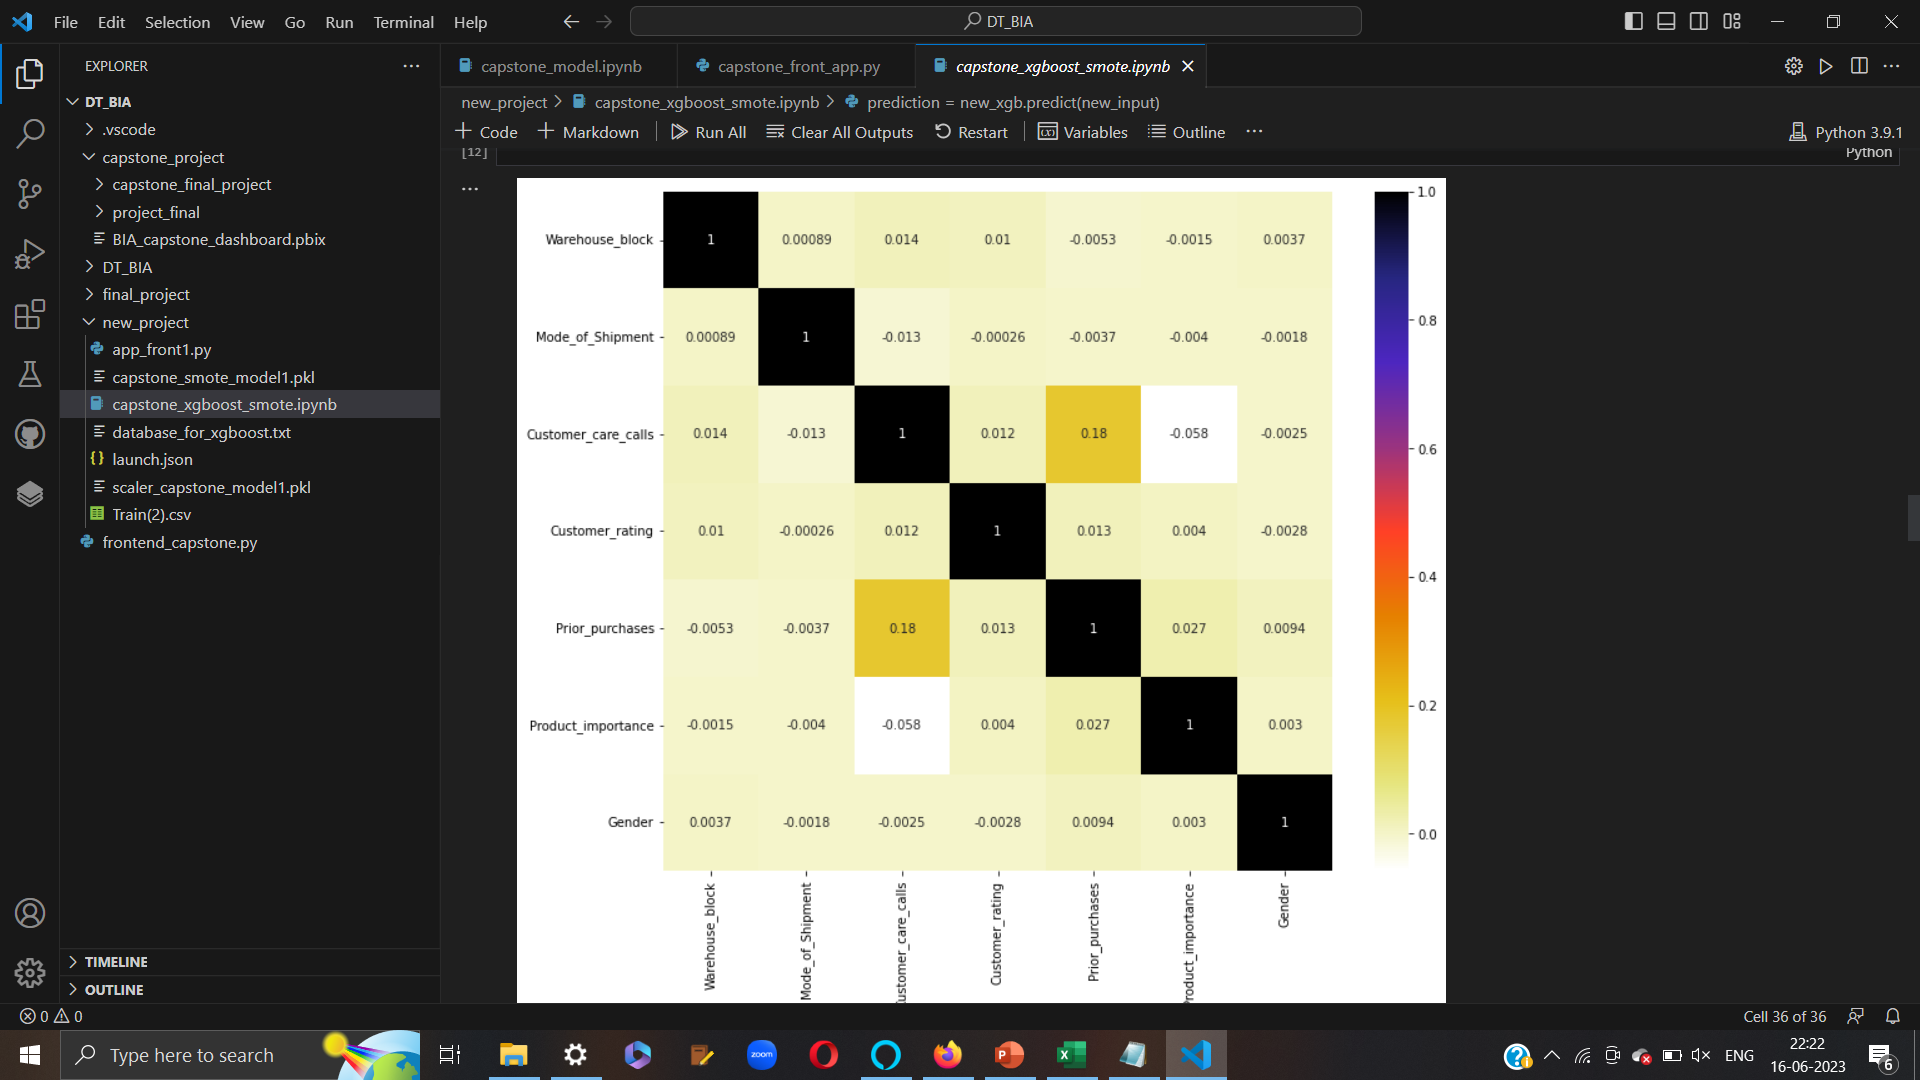 File Edit Selection View Go Run Terminal Help
DT_BIA
EXPLORER
DT_BIA
.vscode
capstone_project
capstone_final_project
project_final
BIA_capstone_dashboard.pbix
DT_BIA
final_project
new_project
app_front1.py
capstone_smote_model1.pkl
capstone_xgboost_smote.ipynb
database_for_xgboost.txt
launch.json
scaler_capstone_model1.pkl
Train(2).csv
frontend_capstone.py
TIMELINE
OUTLINE
capstone_model.ipynb capstone_front_app.py capstone_xgboost_smote.ipynb
new_project > capstone_xgboost_smote.ipynb > prediction = new_xgb.predict(new_input)
+ Code + Markdown Run All Clear All Outputs Restart Variables Outline ... Python 3.9.1
[12] Python
Warehouse_block 1 0.00089 0.014 0.01 -0.0053 -0.0015 0.0037
Mode_of_Shipment 0.00089 1 -0.013 -0.00026 -0.0037 -0.004 -0.0018
Customer_care_calls 0.014 -0.013 1 0.012 0.18 -0.058 -0.0025
Customer_rating 0.01 -0.00026 0.012 1 0.013 0.004 -0.0028
Prior_purchases -0.0053 -0.0037 0.18 0.013 1 0.027 0.0094
Product_importance -0.0015 -0.004 -0.058 0.004 0.027 1 0.003
Gender 0.0037 -0.0018 -0.0025 -0.0028 0.0094 0.003 1
Warehouse_block Mode_of_Shipment ustomer_care_calls Customer_rating Prior_purchases roduct_importance Gender
1.0
0.8
0.6
0.4
0.2
0.0
0 0
Cell 36 of 36
Type here to search
zoom
ENG
22:22
16-06-2023
6